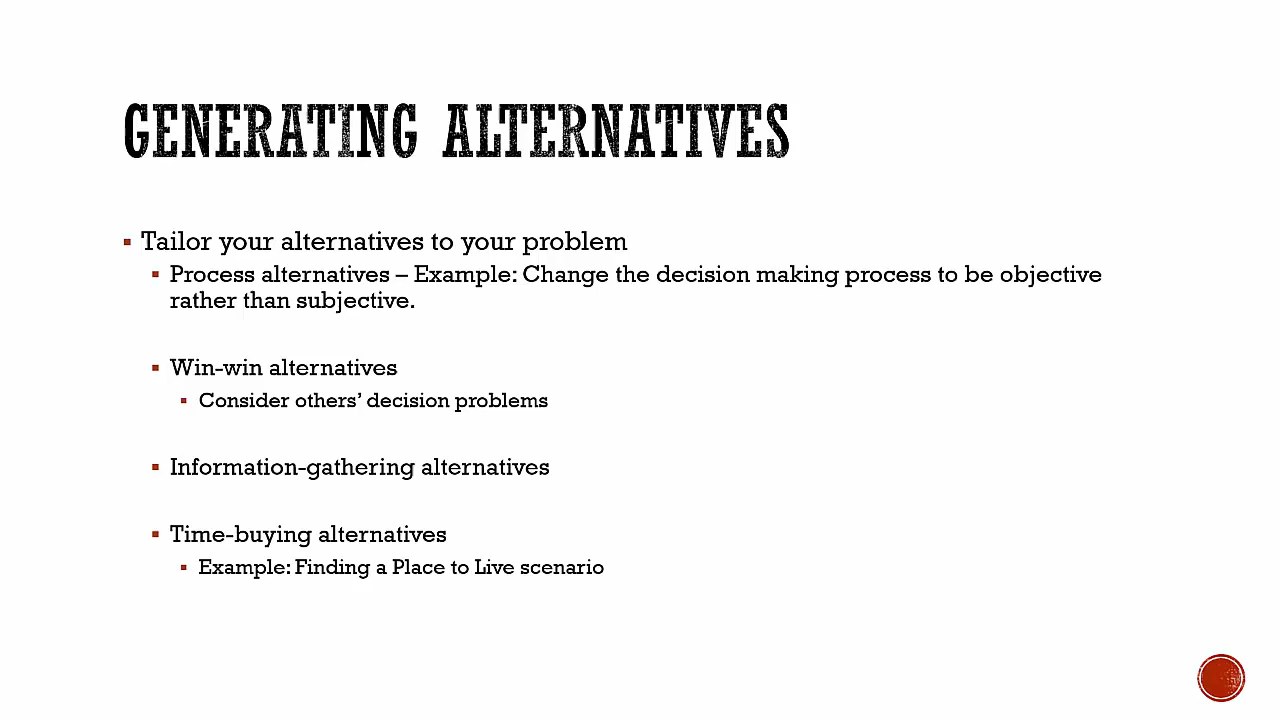 GENERATING ALTERNATIVES
Tailor your alternatives to your problem
Process alternatives – Example: Change the decision making process to be objective
rather than subjective.
Win-win alternatives
Consider others’ decision problems
Information-gathering alternatives
Time-buying alternatives
Example: Finding a Place to Live scenario